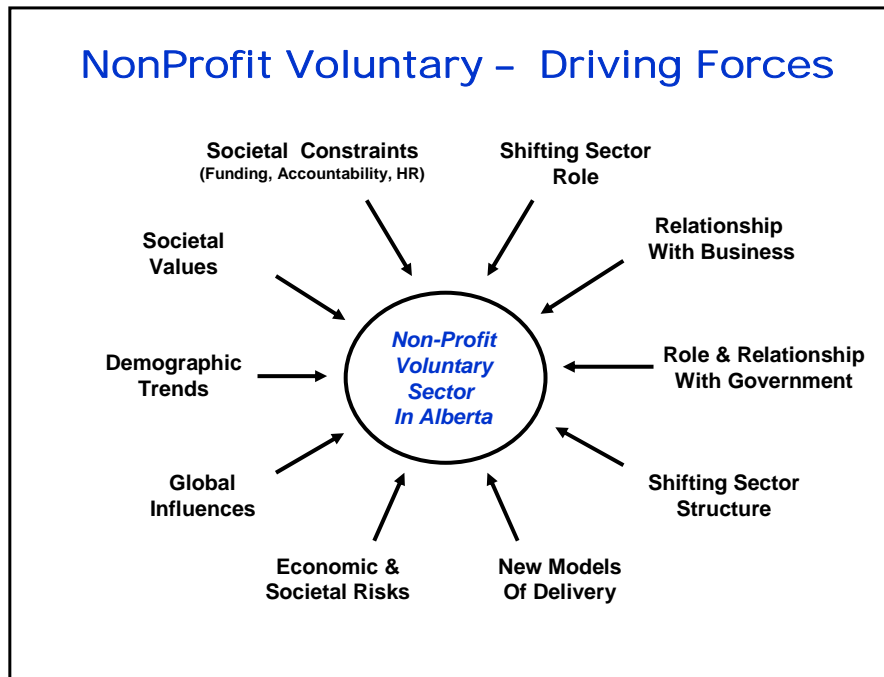 NonProfit Voluntary – Driving Forces
Societal Constraints
(Funding, Accountability, HR)
Shifting Sector
Role
Relationship
With Business
Role & Relationship
With Government
Shifting Sector
Structure
New Models
Of Delivery
Economic &
Societal Risks
Global
Influences
Demographic
Trends
Societal
Values
Non-Profit
Voluntary
Sector
In Alberta